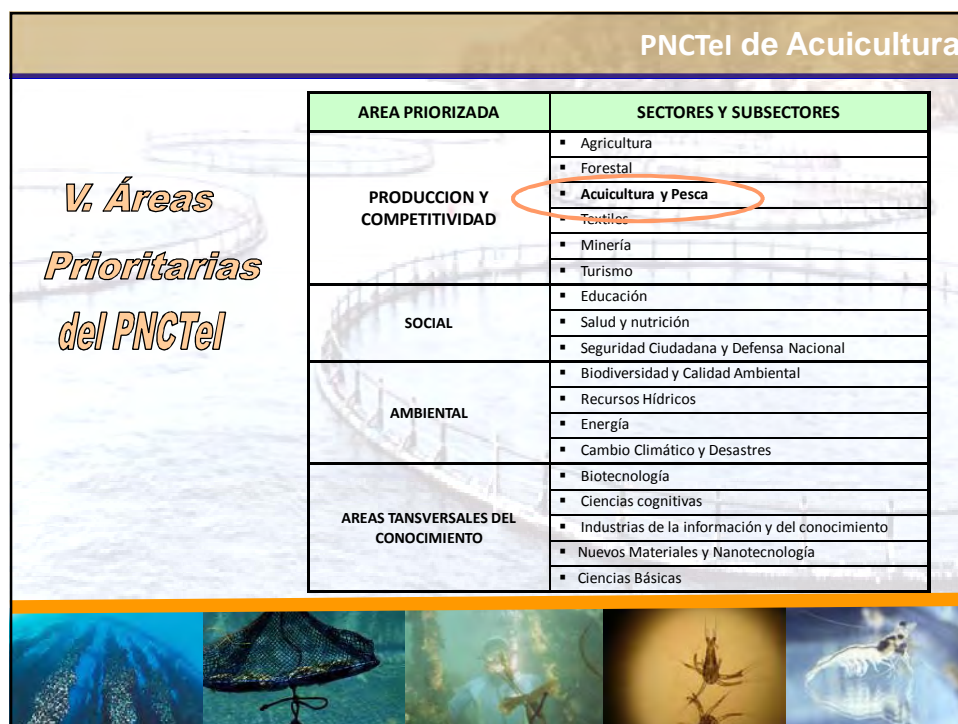 PNCTeI de Acuicultura
V. Áreas
Prioritarias
del PNCTeI
AREA PRIORIZADA
SECTORES Y SUBSECTORES
PRODUCCION Y
COMPETITIVIDAD
▪ Agricultura
▪ Forestal
▪ Acuicultura y Pesca
▪ Textiles
▪ Minería
▪ Turismo
SOCIAL
▪ Educación
▪ Salud y nutrición
▪ Seguridad Ciudadana y Defensa Nacional
AMBIENTAL
▪ Biodiversidad y Calidad Ambiental
▪ Recursos Hídricos
▪ Energía
▪ Cambio Climático y Desastres
AREAS TANSVERSALES DEL
CONOCIMIENTO
▪ Biotecnología
▪ Ciencias cognitivas
▪ Industrias de la información y del conocimiento
▪ Nuevos Materiales y Nanotecnología
▪ Ciencias Básicas